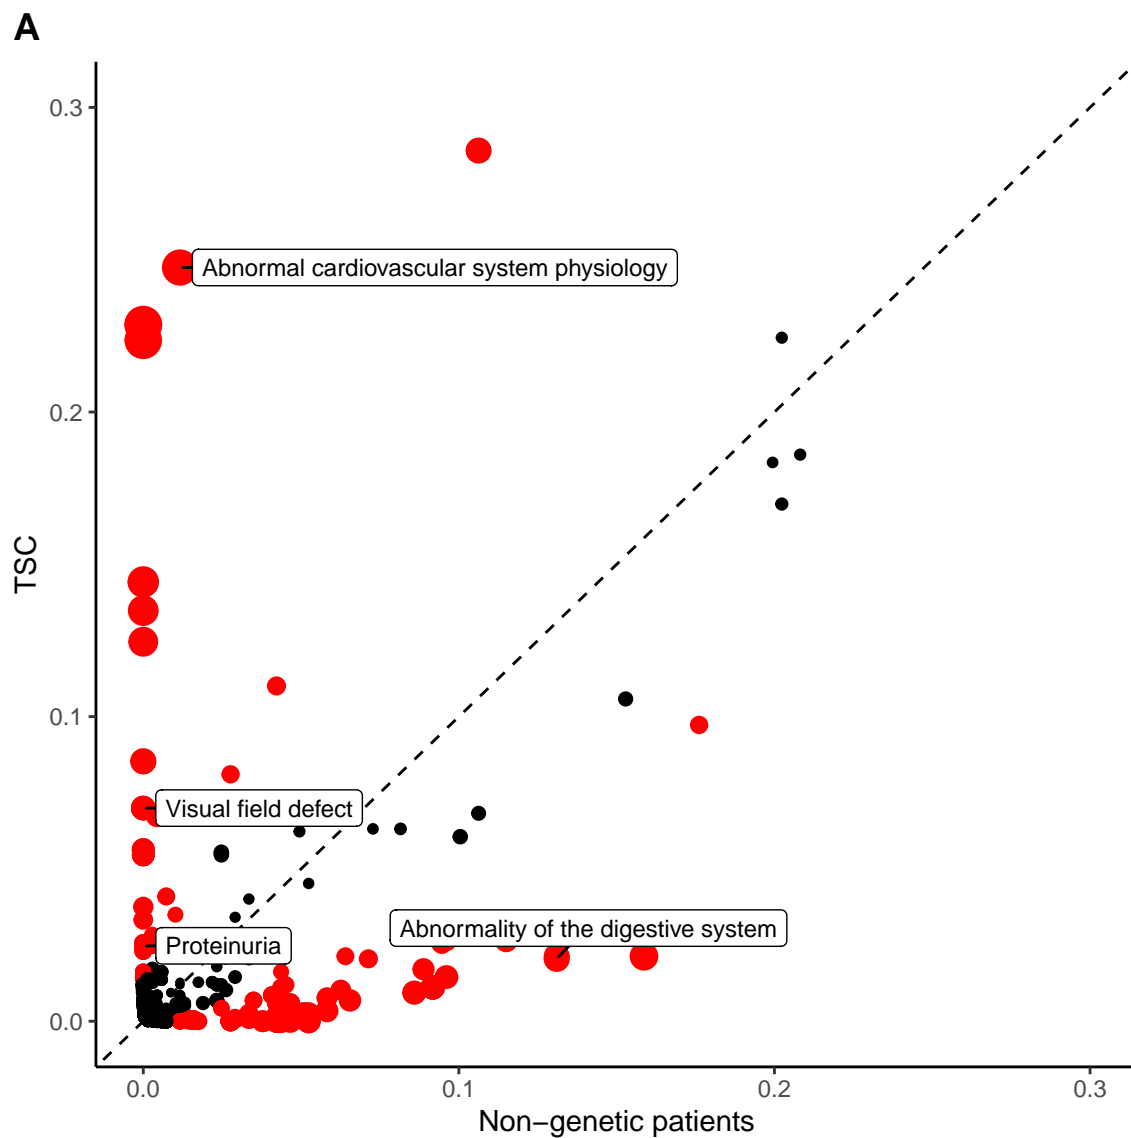 A
0.3
Abnormal cardiovascular system physiology
0.2
TSC
0.1
Visual field defect
Abnormality of the digestive system
Proteinuria
0.0
0.0 0.1 0.2 0.3
Non−genetic patients